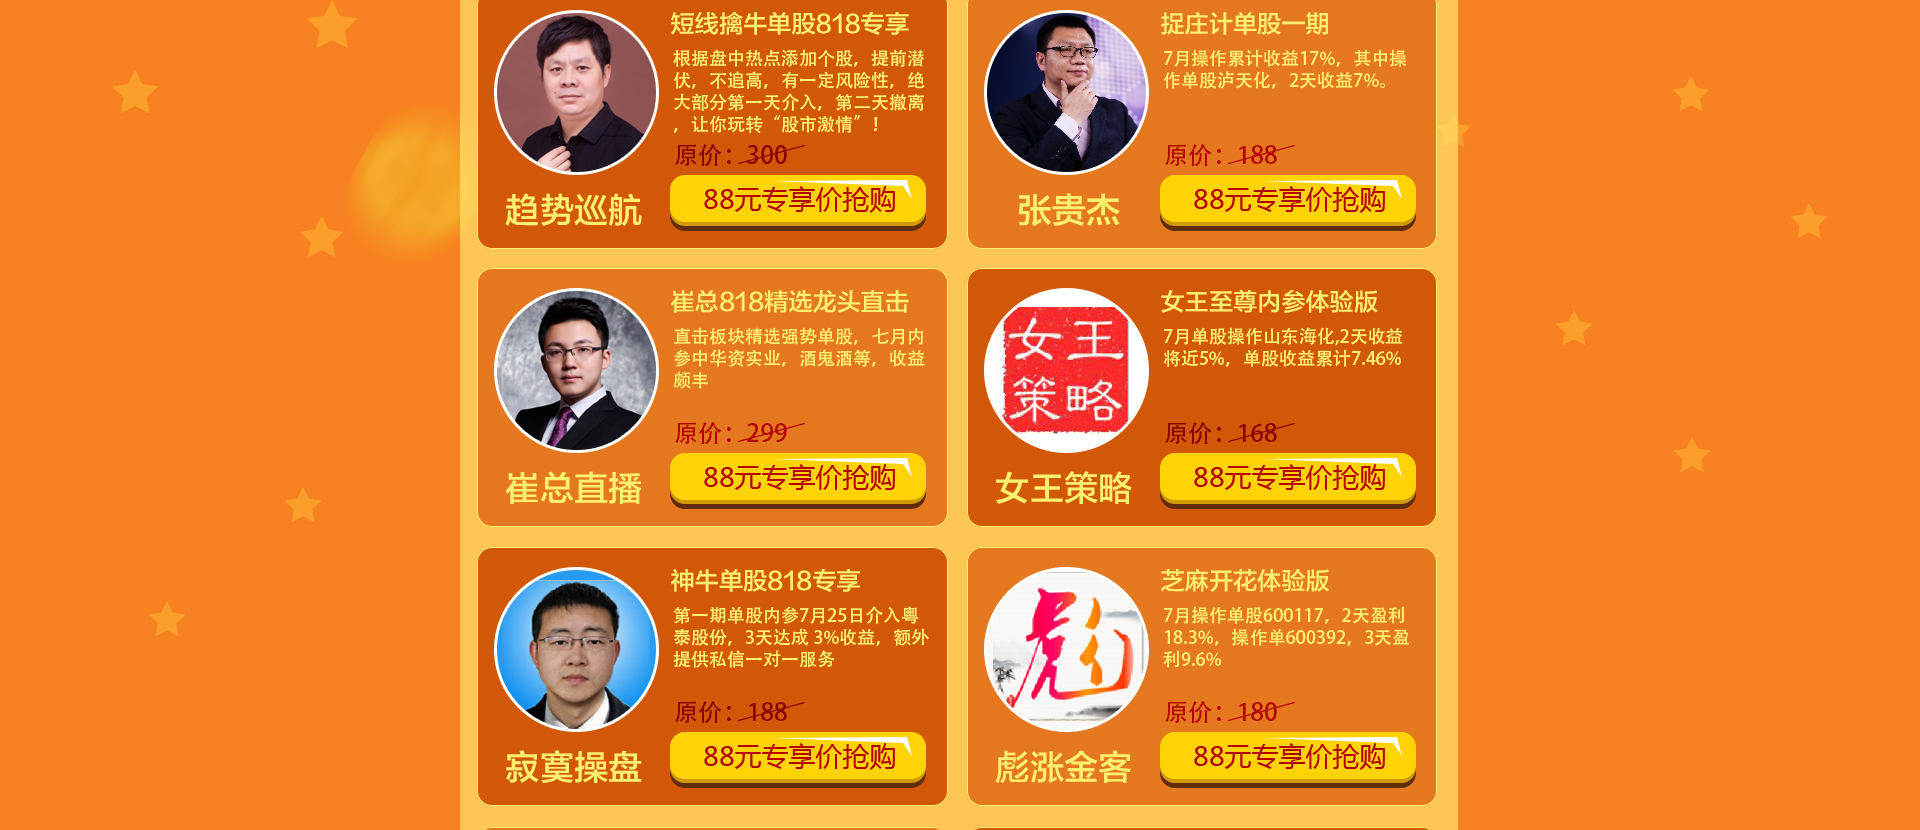 短线擒牛单股818专享
根据盘中热点添加个股，提前潜
伏，不追高，有一定风险性，绝
大部分第一天介入，第二天撤离
，让你玩转“股市激情”！
原价：300
88元专享价抢购
趋势巡航
捉庄计单股一期
7月操作累计收益17%，其中操
作单股泸天化，2天收益7%。
原价：188
88元专享价抢购
张贵杰
崔总818精选龙头直击
直击板块精选强势单股，七月内
参中华资实业，酒鬼酒等，收益
颇丰
原价：299
88元专享价抢购
崔总直播
女王至尊内参体验版
7月单股操作山东海化,2天收益
将近5%，单股收益累计7.46%
女王
策略
原价：168
88元专享价抢购
女王策略
神牛单股818专享
第一期单股内参7月25日介入粤
泰股份，3天达成 3%收益，额外
提供私信一对一服务
原价：188
88元专享价抢购
寂寞操盘
芝麻开花体验版
7月操作单股600117，2天盈利
18.3%，操作单600392，3天盈
利9.6%
彪
原价：180
88元专享价抢购
彪涨金客